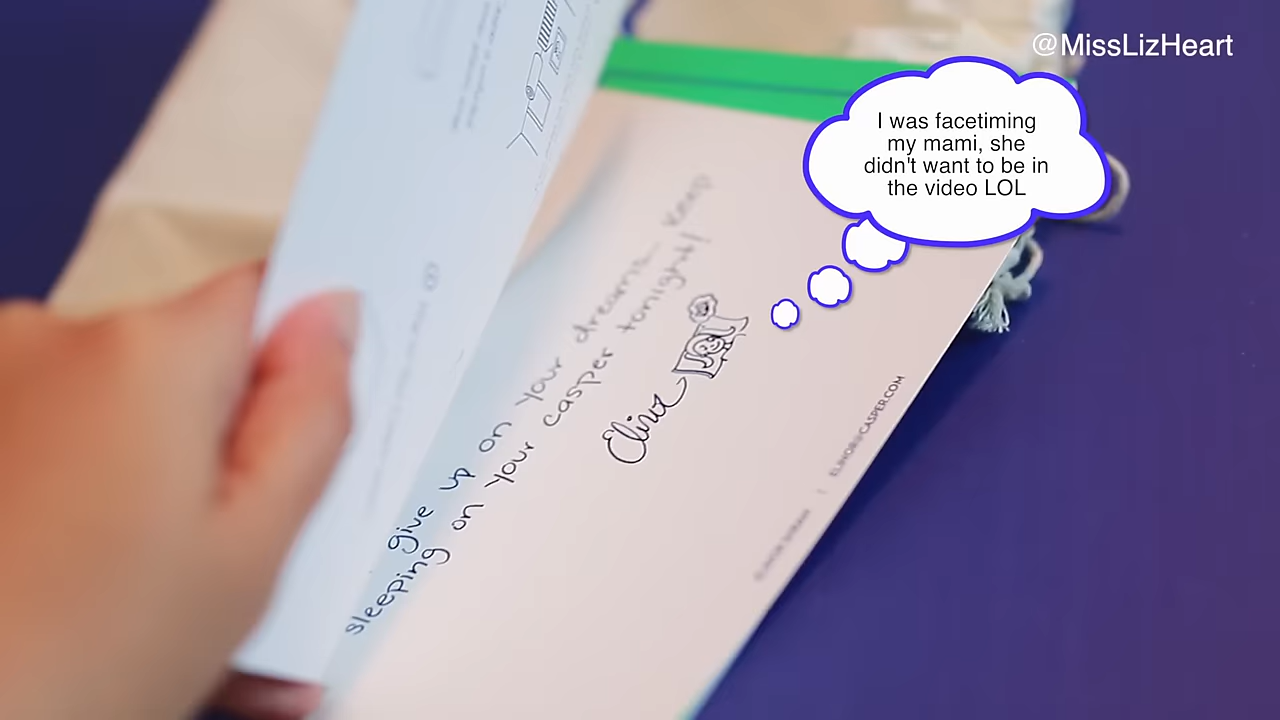 @MissLizHeart
I was facetiming
my mami, she
didn't want to be in
the video LOL
give up on your dreams... Keep
sleeping on your casper tonight!
Elinor
ELINOR@CASPER.COM